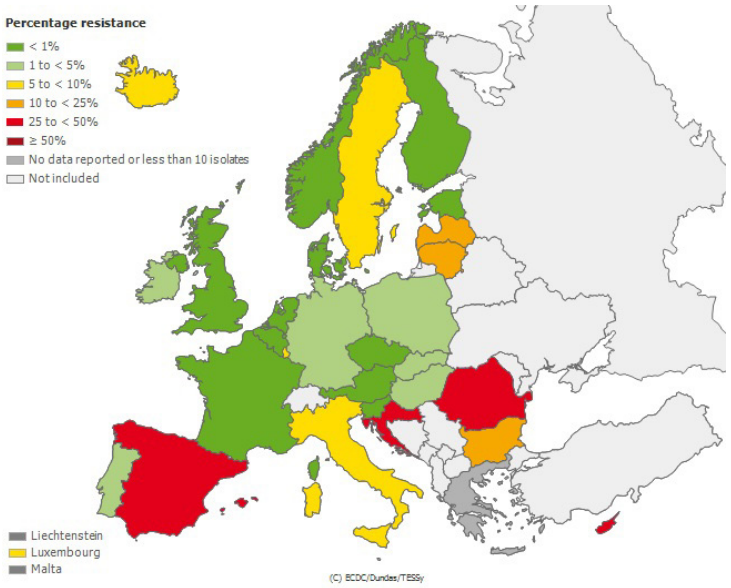 Percentage resistance
< 1%
1 to < 5%
5 to < 10%
10 to < 25%
25 to < 50%
≥ 50%
No data reported or less than 10 isolates
Not included
Liechtenstein
Luxembourg
Malta
(C) ECDC/Dundas/TESSy